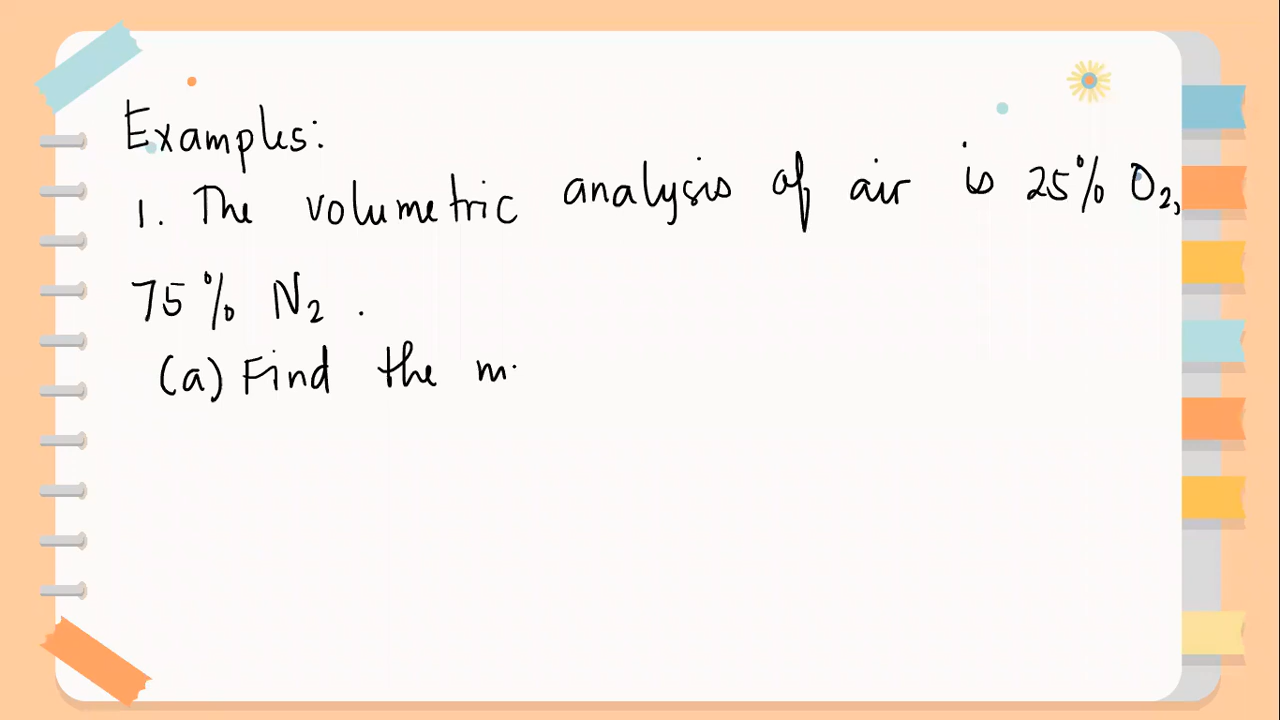 Examples:
1. The volumetric analysis of air is 25% O₂,
75% N₂.
(a) Find the m